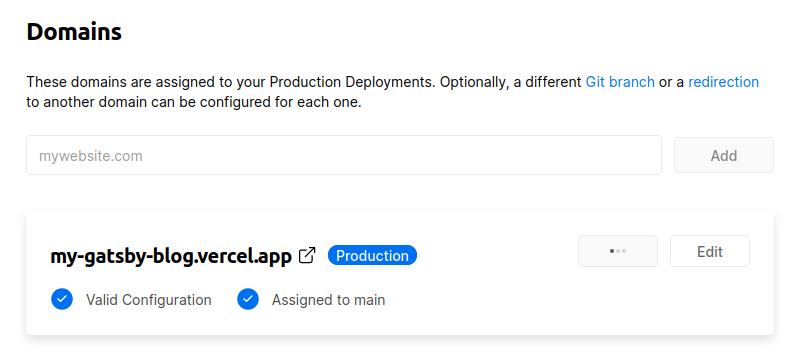 Domains
These domains are assigned to your Production Deployments. Optionally, a different Git branch or a redirection
to another domain can be configured for each one.
mywebsite.com
Add
my-gatsby-blog.vercel.app
Production
Edit
Valid Configuration
Assigned to main